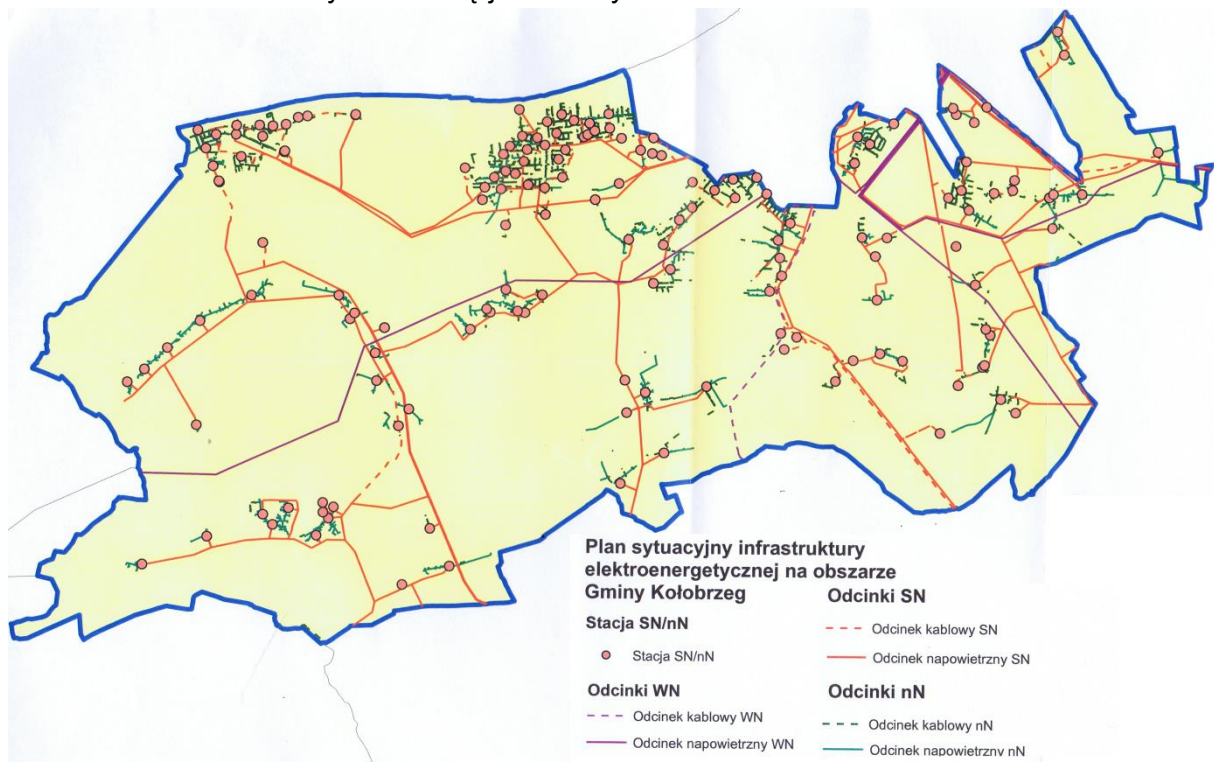 Plan sytuacyjny infrastruktury
elektroenergetycznej na obszarze
Gminy Kołobrzeg
Stacja SN/nN
Stacja SN/nN
Odcinki WN
Odcinek kablowy WN
Odcinek napowietrzny WN
Odcinki SN
Odcinek kablowy SN
Odcinek napowietrzny SN
Odcinki nN
Odcinek kablowy nN
Odcinek napowietrzny nN